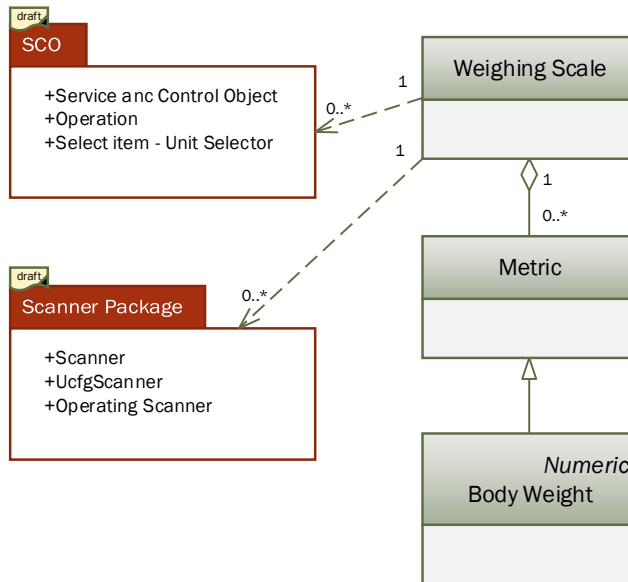 draft
SCO
+Service anc Control Object
+Operation
+Select item - Unit Selector
1
0..*
1
Weighing Scale
1
0..*
Metric
draft
Scanner Package
0..*
+Scanner
+UcfgScanner
+Operating Scanner
Numeric
Body Weight